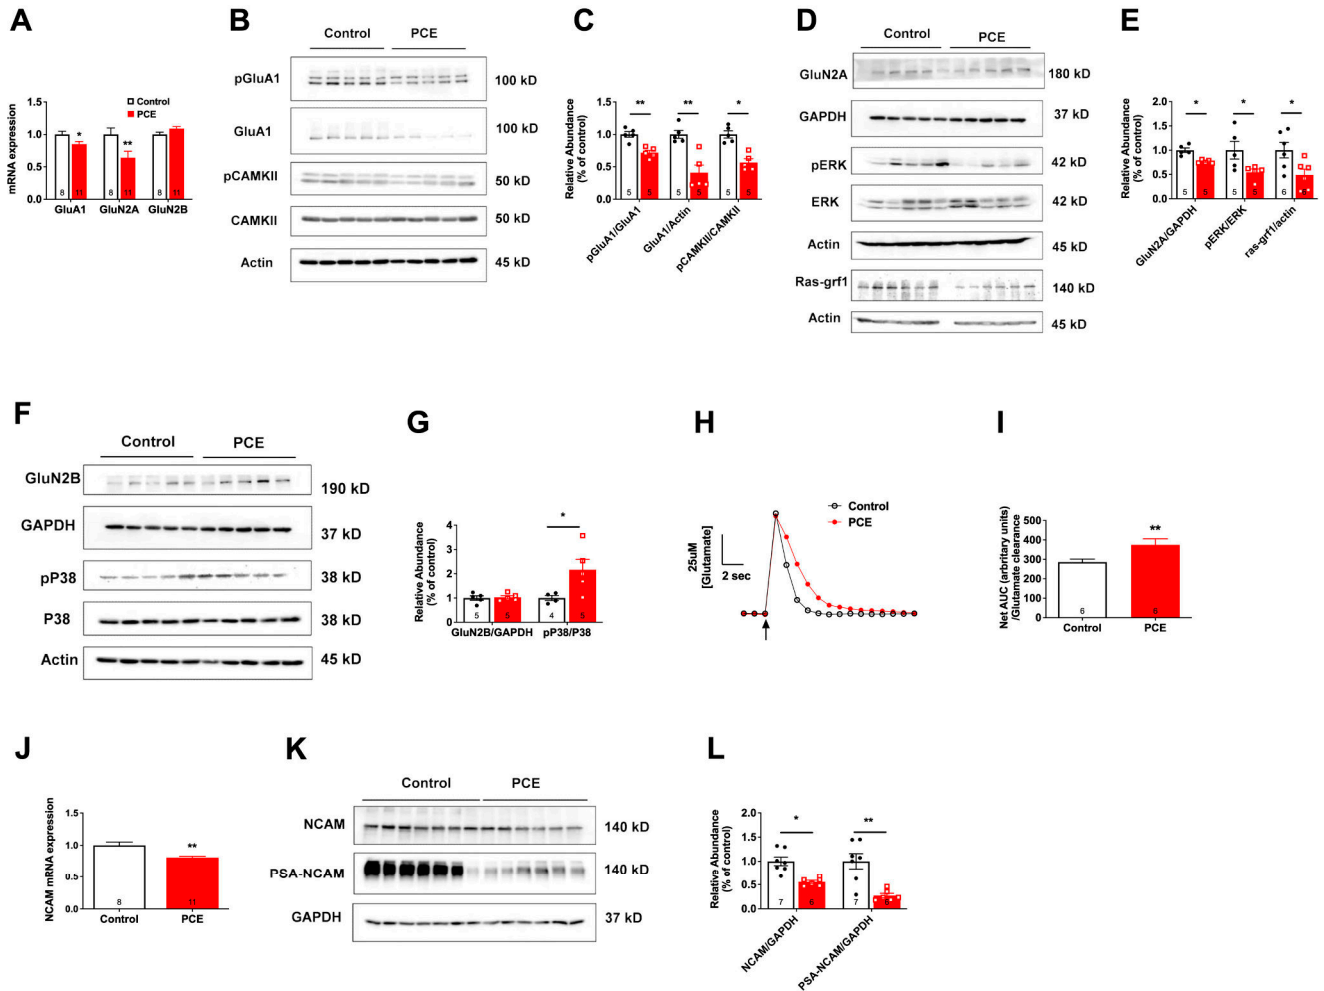 A
mRNA expression
1.5
1.0
0.5
0.0
Control
PCE
*
**
8
11
8
11
8
11
GluA1
GluN2A
GluN2B
B
Control
PCE
pGluA1
100 kD
GluA1
100 kD
pCAMKII
50 kD
CAMKII
50 kD
Actin
45 kD
C
Relative Abundance
(% of control)
1.5
1.0
0.5
0.0
**
**
*
5
5
5
5
5
5
pGluA1/GluA1
GluA1/Actin
pCAMKII/CAMKII
D
Control
PCE
GluN2A
180 kD
GAPDH
37 kD
pERK
42 kD
ERK
42 kD
Actin
45 kD
Ras-grf1
140 kD
Actin
45 kD
E
Relative Abundance
(% of control)
2.0
1.5
1.0
0.5
0.0
*
*
*
5
5
5
5
6
6
GluN2A/GAPDH
pERK/ERK
ras-grf1/actin
F
Control
PCE
GluN2B
190 kD
GAPDH
37 kD
pP38
38 kD
P38
38 kD
Actin
45 kD
G
Relative Abundance
(% of control)
4
3
2
1
0
*
5
5
4
5
GluN2B/GAPDH
pP38/P38
H
Control
PCE
25uM
[Glutamate]
2 sec
I
Net AUC (arbritary units)
/Glutamate clearance
500
400
300
200
100
0
**
6
6
Control
PCE
J
NCAM mRNA expression
1.5
1.0
0.5
0.0
**
8
11
Control
PCE
K
Control
PCE
NCAM
140 kD
PSA-NCAM
140 kD
GAPDH
37 kD
L
Relative Abundance
(% of control)
2.0
1.5
1.0
0.5
0.0
*
**
7
6
7
NCAM/GAPDH
PSA-NCAM/GAPDH